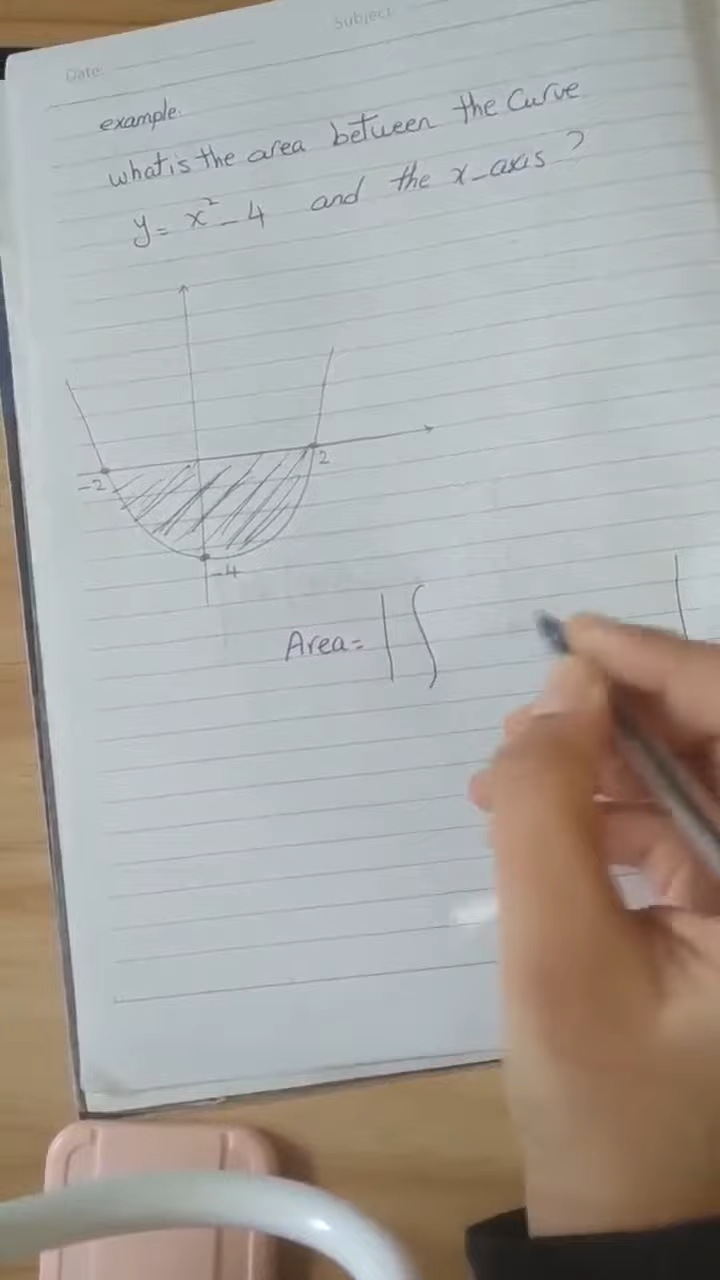 Subject
Date:
example.
what is the area between the Curve
y = x² - 4 and the x-axis ?
-2
2
-4
Area= |∫ |